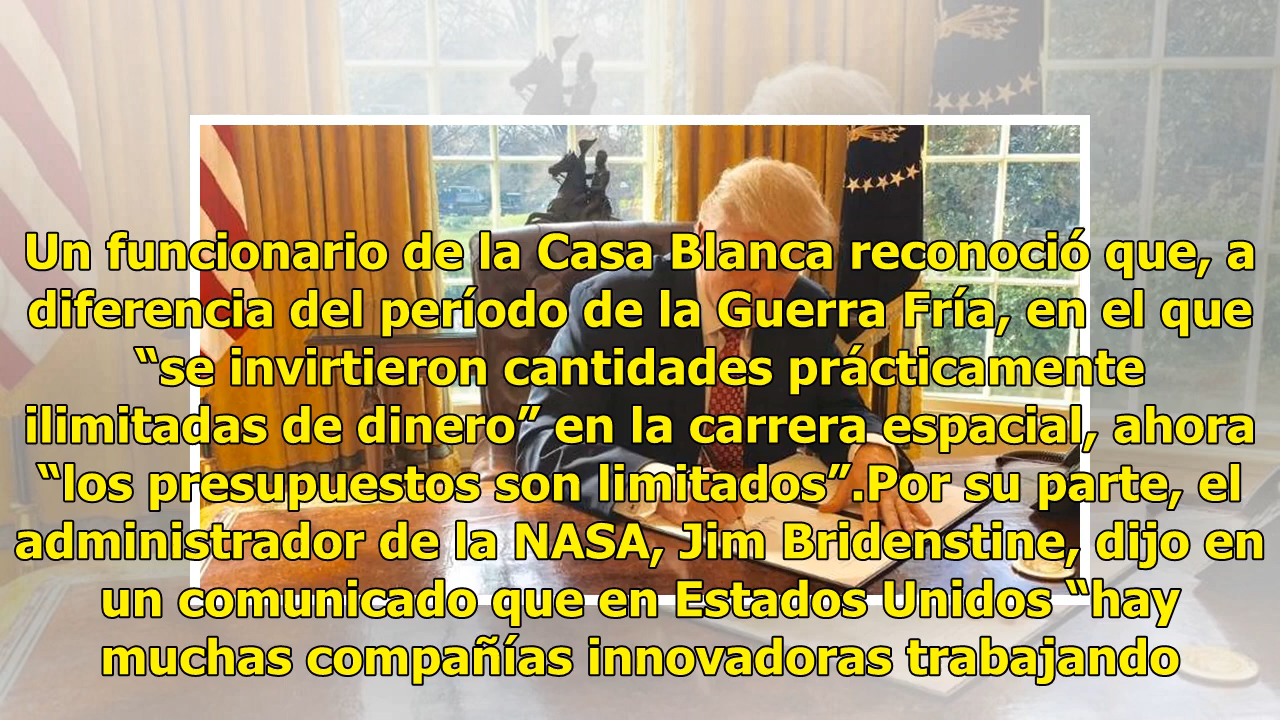 Un funcionario de la Casa Blanca reconoció que, a
diferencia del período de la Guerra Fría, en el que
“se invirtieron cantidades prácticamente
ilimitadas de dinero” en la carrera espacial, ahora
“los presupuestos son limitados”.Por su parte, el
administrador de la NASA, Jim Bridenstine, dijo en
un comunicado que en Estados Unidos “hay
muchas compañías innovadoras trabajando